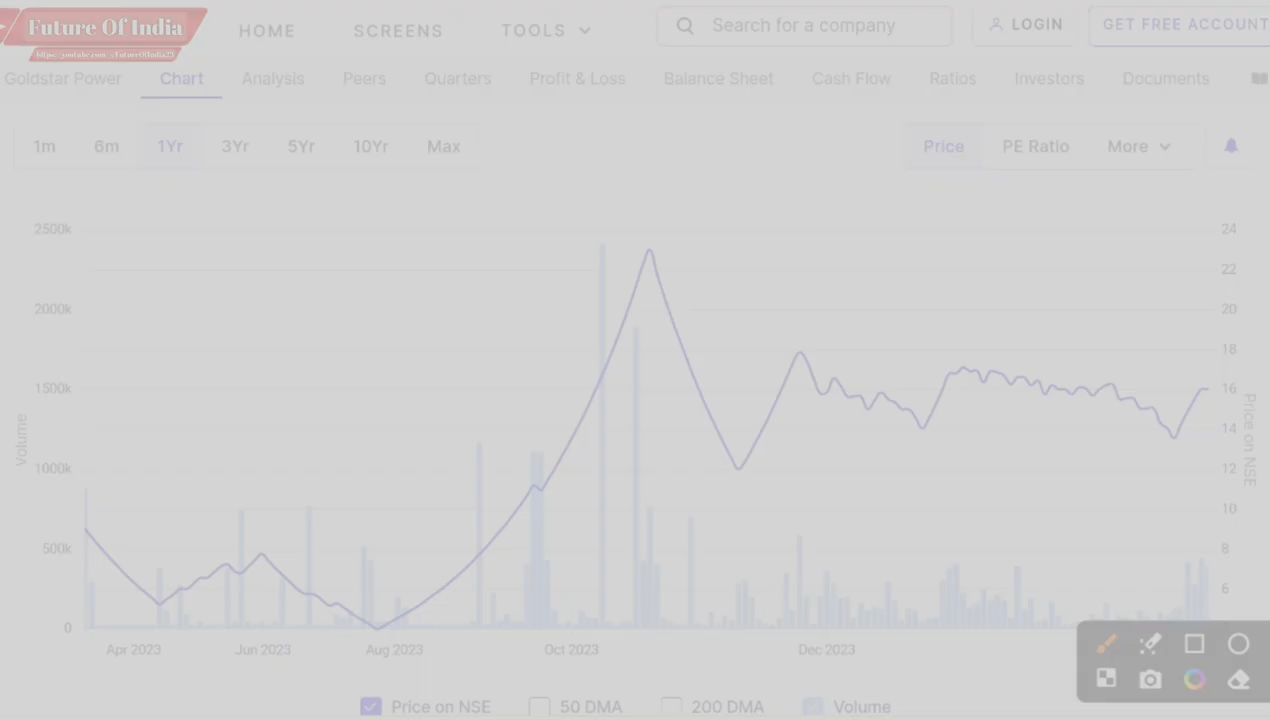 Future Of India
HOME SCREENS TOOLS Search for a company LOGIN GET FREE ACCOUNT
Goldstar Power Chart Analysis Peers Quarters Profit & Loss Balance Sheet Cash Flow Ratios Investors Documents
1m 6m 1Yr 3Yr 5Yr 10Yr Max Price PE Ratio More
2500k 24
22
2000k 20
18
1500k 16
14
1000k 12
10
500k 8
6
0
Volume
Price on NSE
Apr 2023 Jun 2023 Aug 2023 Oct 2023 Dec 2023
Price on NSE 50 DMA 200 DMA Volume